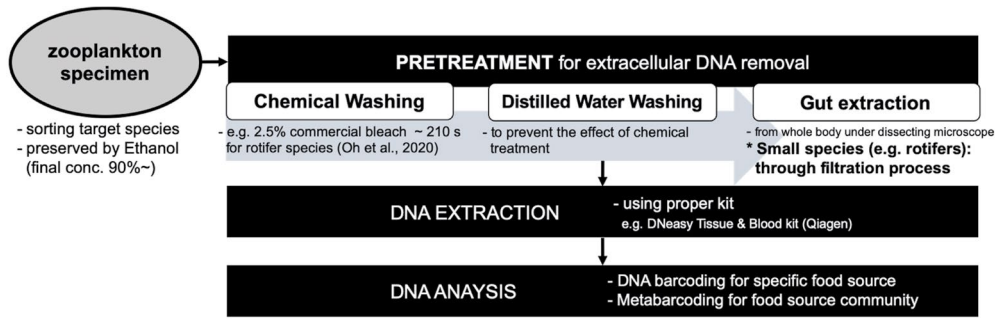 zooplankton
specimen
- sorting target species
- preserved by Ethanol
(final conc. 90%~)
PRETREATMENT for extracellular DNA removal
Chemical Washing
- e.g. 2.5% commercial bleach ~ 210 s
for rotifer species (Oh et al., 2020)
Distilled Water Washing
- to prevent the effect of chemical
treatment
Gut extraction
- from whole body under dissecting microscope
* Small species (e.g. rotifers):
through filtration process
DNA EXTRACTION
- using proper kit
e.g. DNeasy Tissue & Blood kit (Qiagen)
DNA ANAYSIS
- DNA barcoding for specific food source
- Metabarcoding for food source community